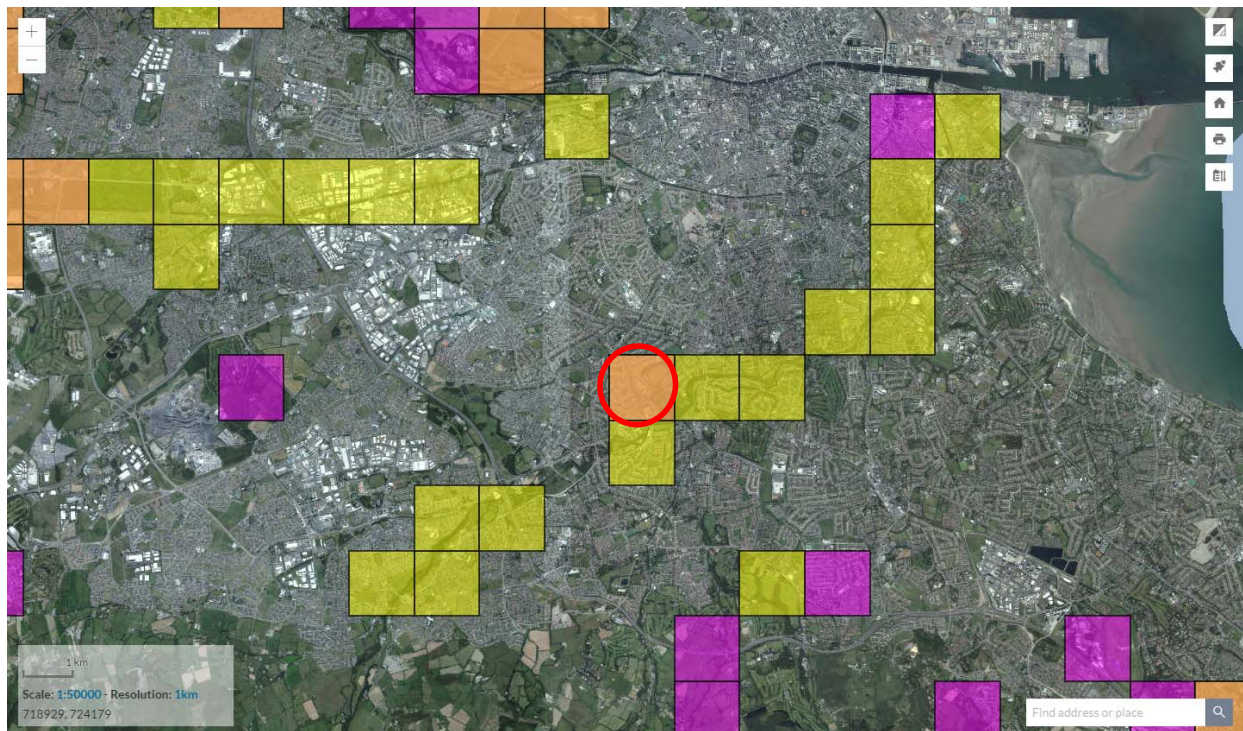 +
−
1 km
Scale: 1:50000 - Resolution: 1km
718929, 724179
Find address or place